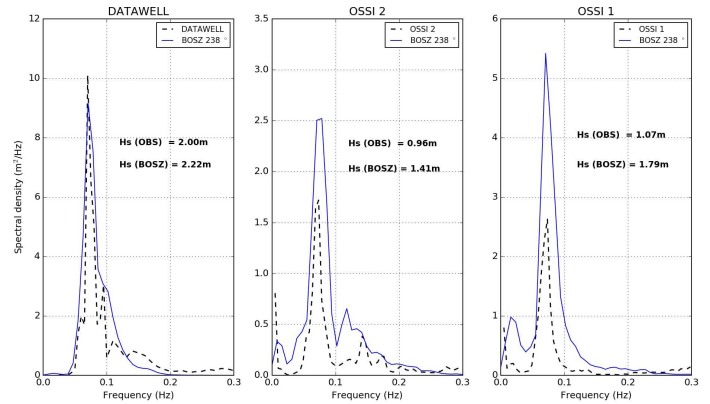 DATAWELL
OSSI 2
OSSI 1
Spectral density (m²/Hz)
12
10
8
6
4
2
0
0.0
0.1
0.2
0.3
Frequency (Hz)
DATAWELL
BOSZ 238 °
Hs (OBS) = 2.00m
Hs (BOSZ) = 2.22m
3.5
3.0
2.5
2.0
1.5
1.0
0.5
0.0
0.0
0.1
0.2
0.3
Frequency (Hz)
OSSI 2
BOSZ 238 °
Hs (OBS) = 0.96m
Hs (BOSZ) = 1.41m
6
5
4
3
2
1
0
0.0
0.1
0.2
0.3
Frequency (Hz)
OSSI 1
BOSZ 238 °
Hs (OBS) = 1.07m
Hs (BOSZ) = 1.79m